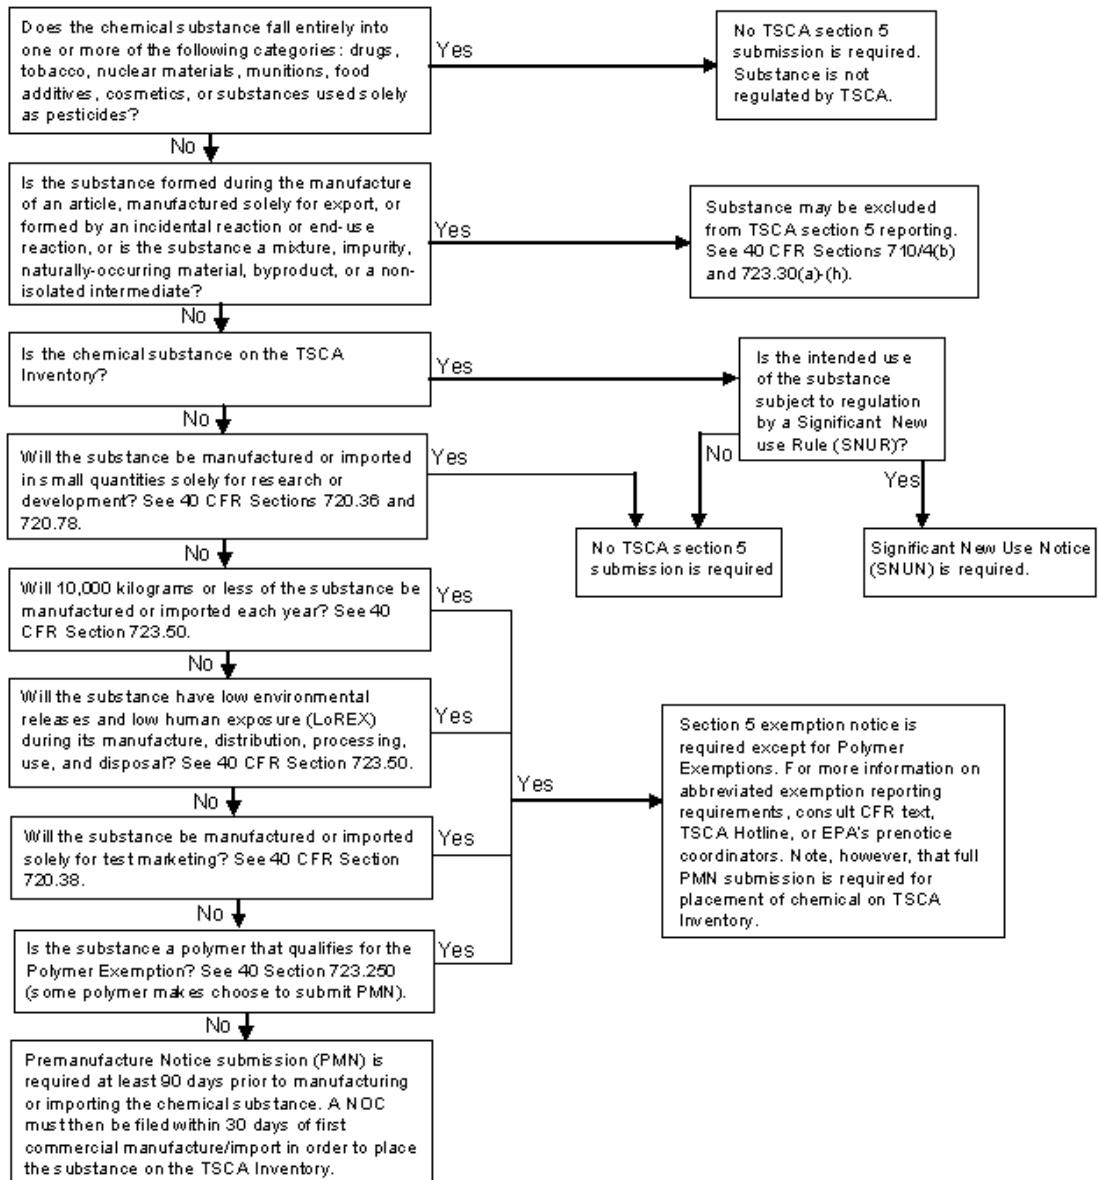 Does the chemical substance fall entirely into
one or more of the following categories: drugs,
tobacco, nuclear materials, munitions, food
additives, cosmetics, or substances used solely
as pesticides?
Yes
No TSCA section 5
submission is required.
Substance is not
regulated by TSCA.
No
Is the substance formed during the manufacture
of an article, manufactured solely for export, or
formed by an incidental reaction or end-use
reaction, or is the substance a mixture, impurity,
naturally-occurring material, byproduct, or a non-
isolated intermediate?
Yes
Substance may be excluded
from TSCA section 5 reporting.
See 40 CFR Sections 710/4(b)
and 723.30(a)-(h).
No
Is the chemical substance on the TSCA
Inventory?
Yes
Is the intended use
of the substance
subject to regulation
by a Significant New
use Rule (SNUR)?
No
Yes
No
Will the substance be manufactured or imported
in small quantities solely for research or
development? See 40 CFR Sections 720.36 and
720.78.
Yes
No TSCA section 5
submission is required
Significant New Use Notice
(SNUN) is required.
No
Will 10,000 kilograms or less of the substance be
manufactured or imported each year? See 40
CFR Section 723.50.
Yes
No
Will the substance have low environmental
releases and low human exposure (LoREX)
during its manufacture, distribution, processing,
use, and disposal? See 40 CFR Section 723.50.
Yes
Yes
Section 5 exemption notice is
required except for Polymer
Exemptions. For more information on
abbreviated exemption reporting
requirements, consult CFR text,
TSCA Hotline, or EPA's prenotice
coordinators. Note, however, that full
PMN submission is required for
placement of chemical on TSCA
Inventory.
No
Will the substance be manufactured or imported
solely for test marketing? See 40 CFR Section
720.38.
Yes
No
Is the substance a polymer that qualifies for the
Polymer Exemption? See 40 Section 723.250
(some polymer makes choose to submit PMN).
Yes
No
Premanufacture Notice submission (PMN) is
required at least 90 days prior to manufacturing
or importing the chemical substance. A NOC
must then be filed within 30 days of first
commercial manufacture/import in order to place
the substance on the TSCA Inventory.